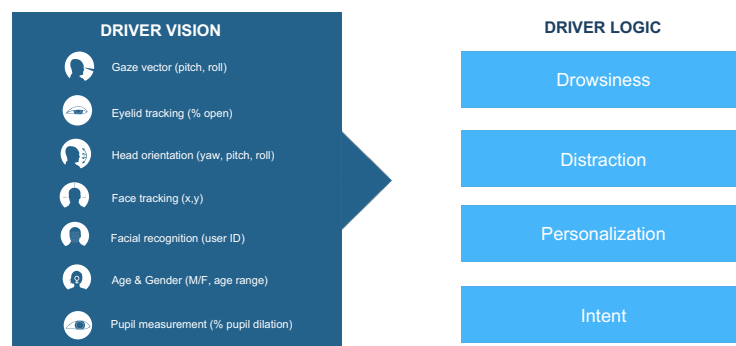 DRIVER VISION
Gaze vector (pitch, roll)
Eyelid tracking (% open)
Head orientation (yaw, pitch, roll)
Face tracking (x,y)
Facial recognition (user ID)
Age & Gender (M/F, age range)
Pupil measurement (% pupil dilation)
DRIVER LOGIC
Drowsiness
Distraction
Personalization
Intent